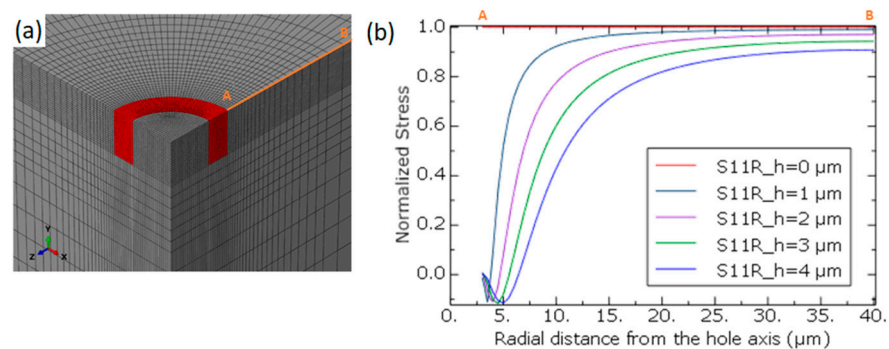 (a)
B
A
Y
Z
X
(b)
A
B
Normalized Stress
1.0
0.8
0.6
0.4
0.2
0.0
S11R_h=0 µm
S11R_h=1 µm
S11R_h=2 µm
S11R_h=3 µm
S11R_h=4 µm
0.
5.
10.
15.
20.
25.
30.
35.
40.
Radial distance from the hole axis (µm)